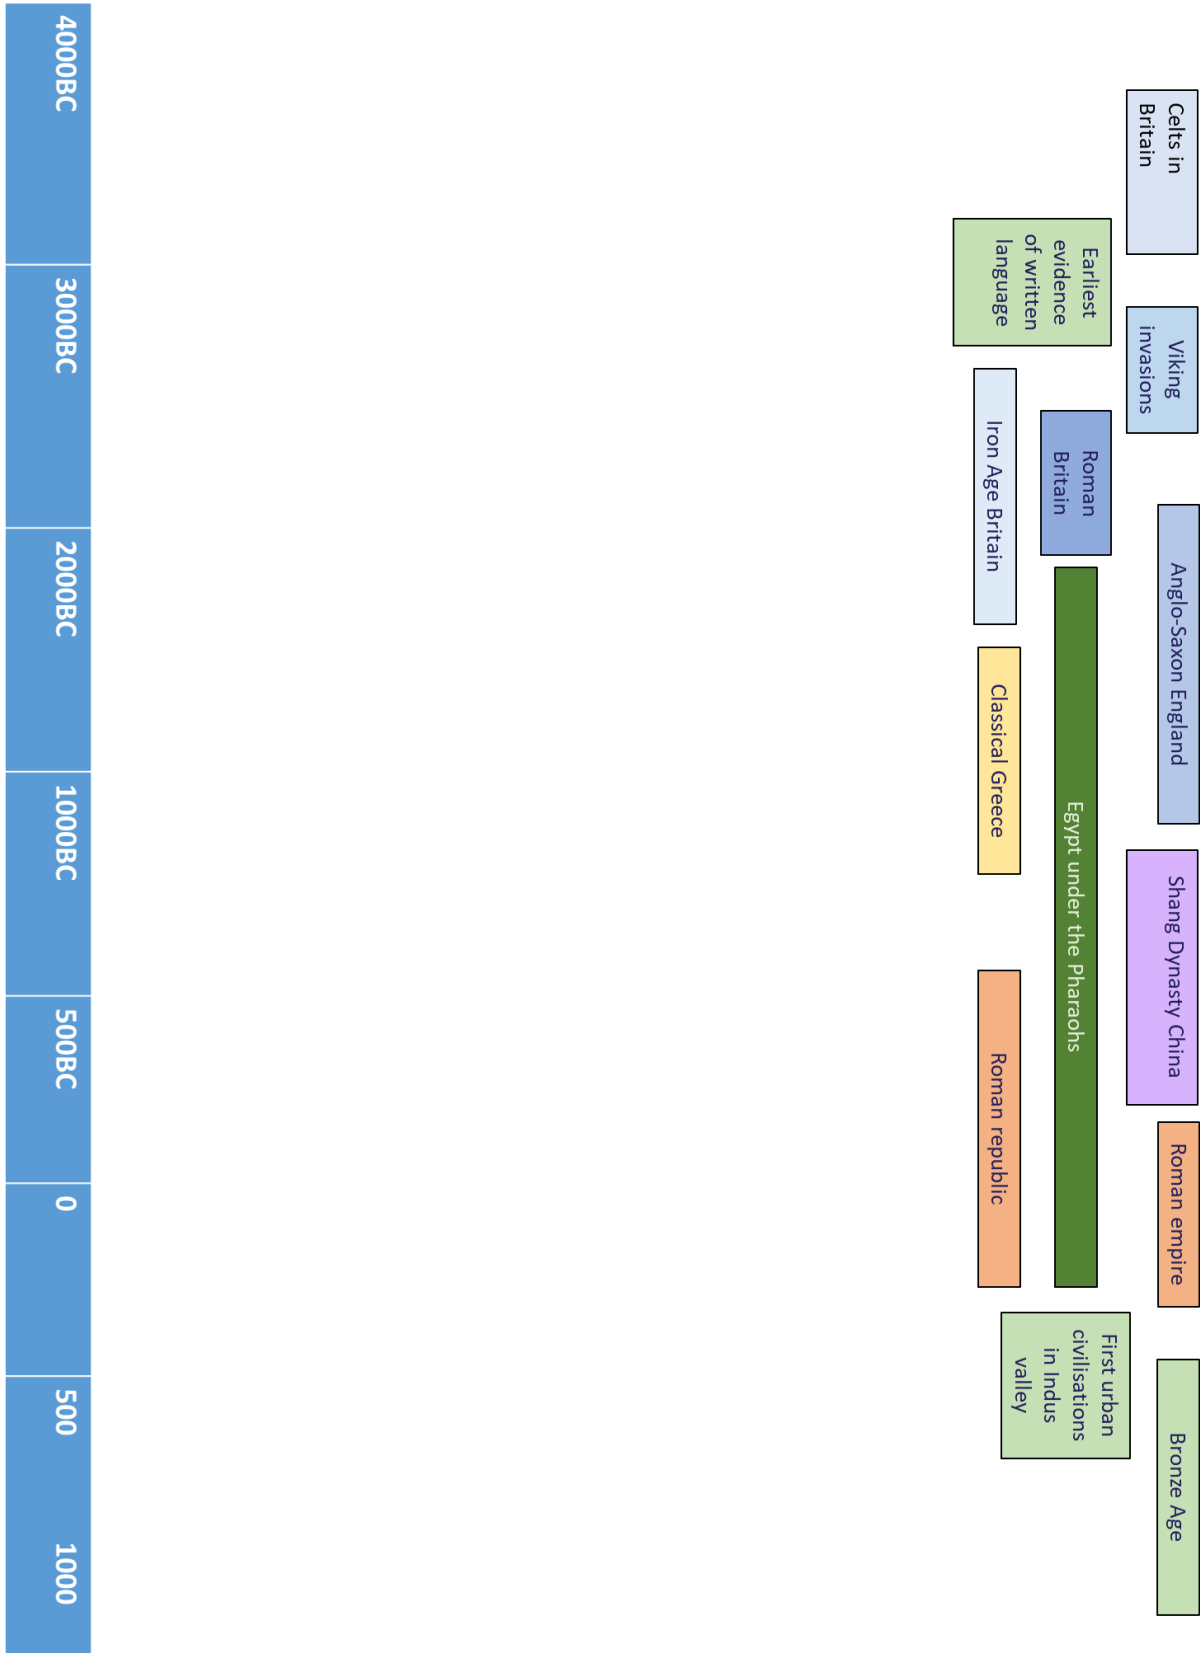 Celts in
Britain
Viking
invasions
Anglo-Saxon England
Shang Dynasty China
Roman empire
Bronze Age
Earliest
evidence
of written
language
Roman
Britain
Egypt under the Pharaohs
First urban
civilisations
in Indus
valley
Iron Age Britain
Classical Greece
Roman republic
4000BC
3000BC
2000BC
1000BC
500BC
0
500
1000